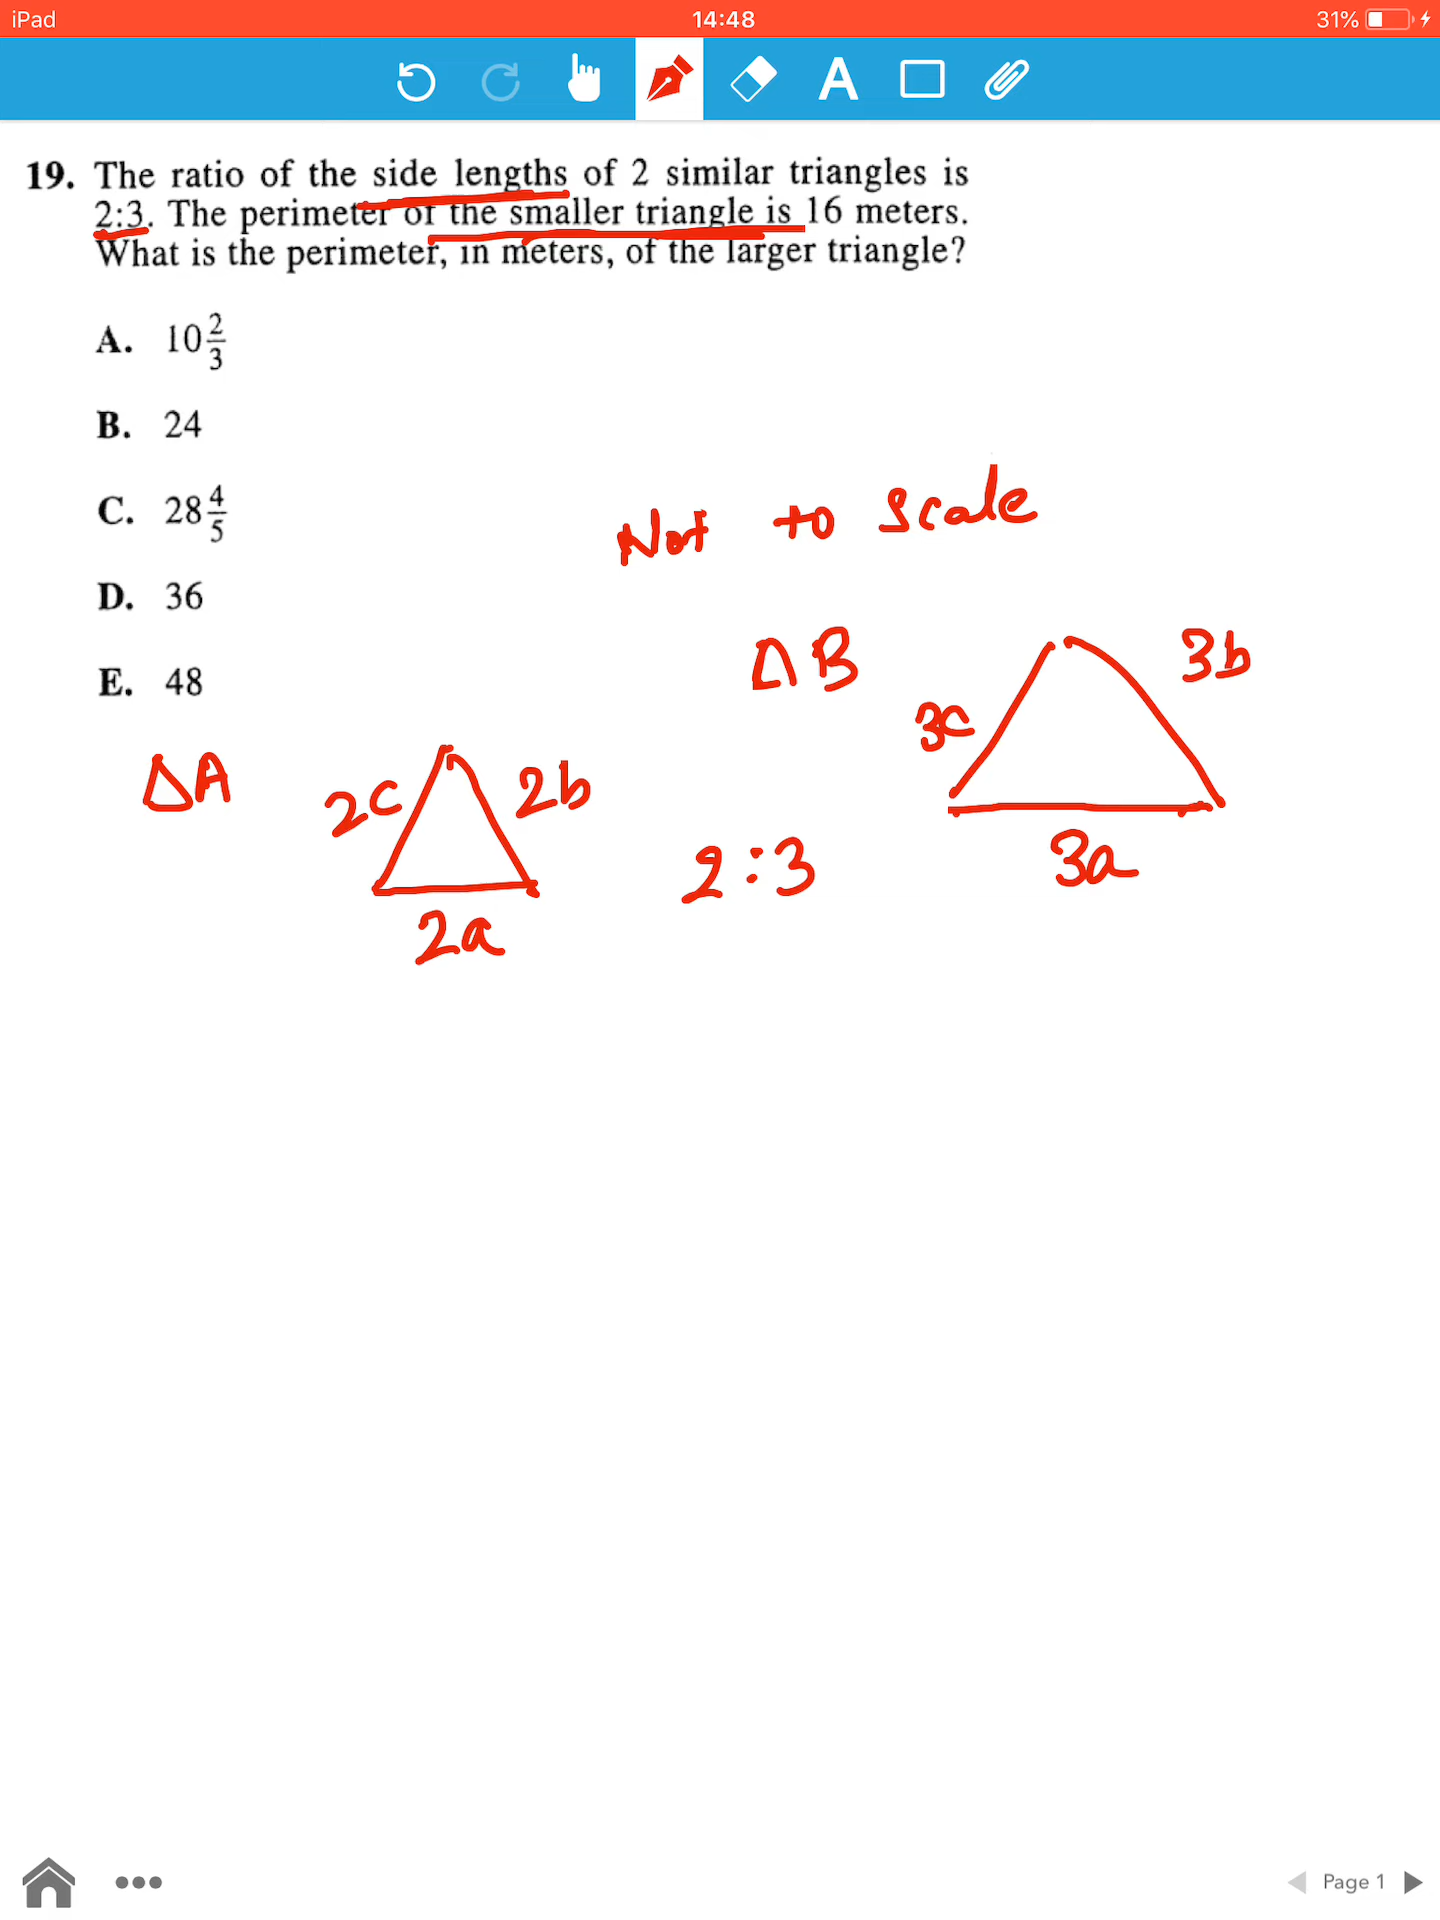 iPad
14:48
31%
A
19. The ratio of the side lengths of 2 similar triangles is
2:3. The perimeter of the smaller triangle is 16 meters.
What is the perimeter, in meters, of the larger triangle?
A. 10 2/3
B. 24
C. 28 4/5
D. 36
E. 48
Not to Scale
ΔB
3b
3c
ΔA
2c
2b
2:3
3a
2a
Page 1